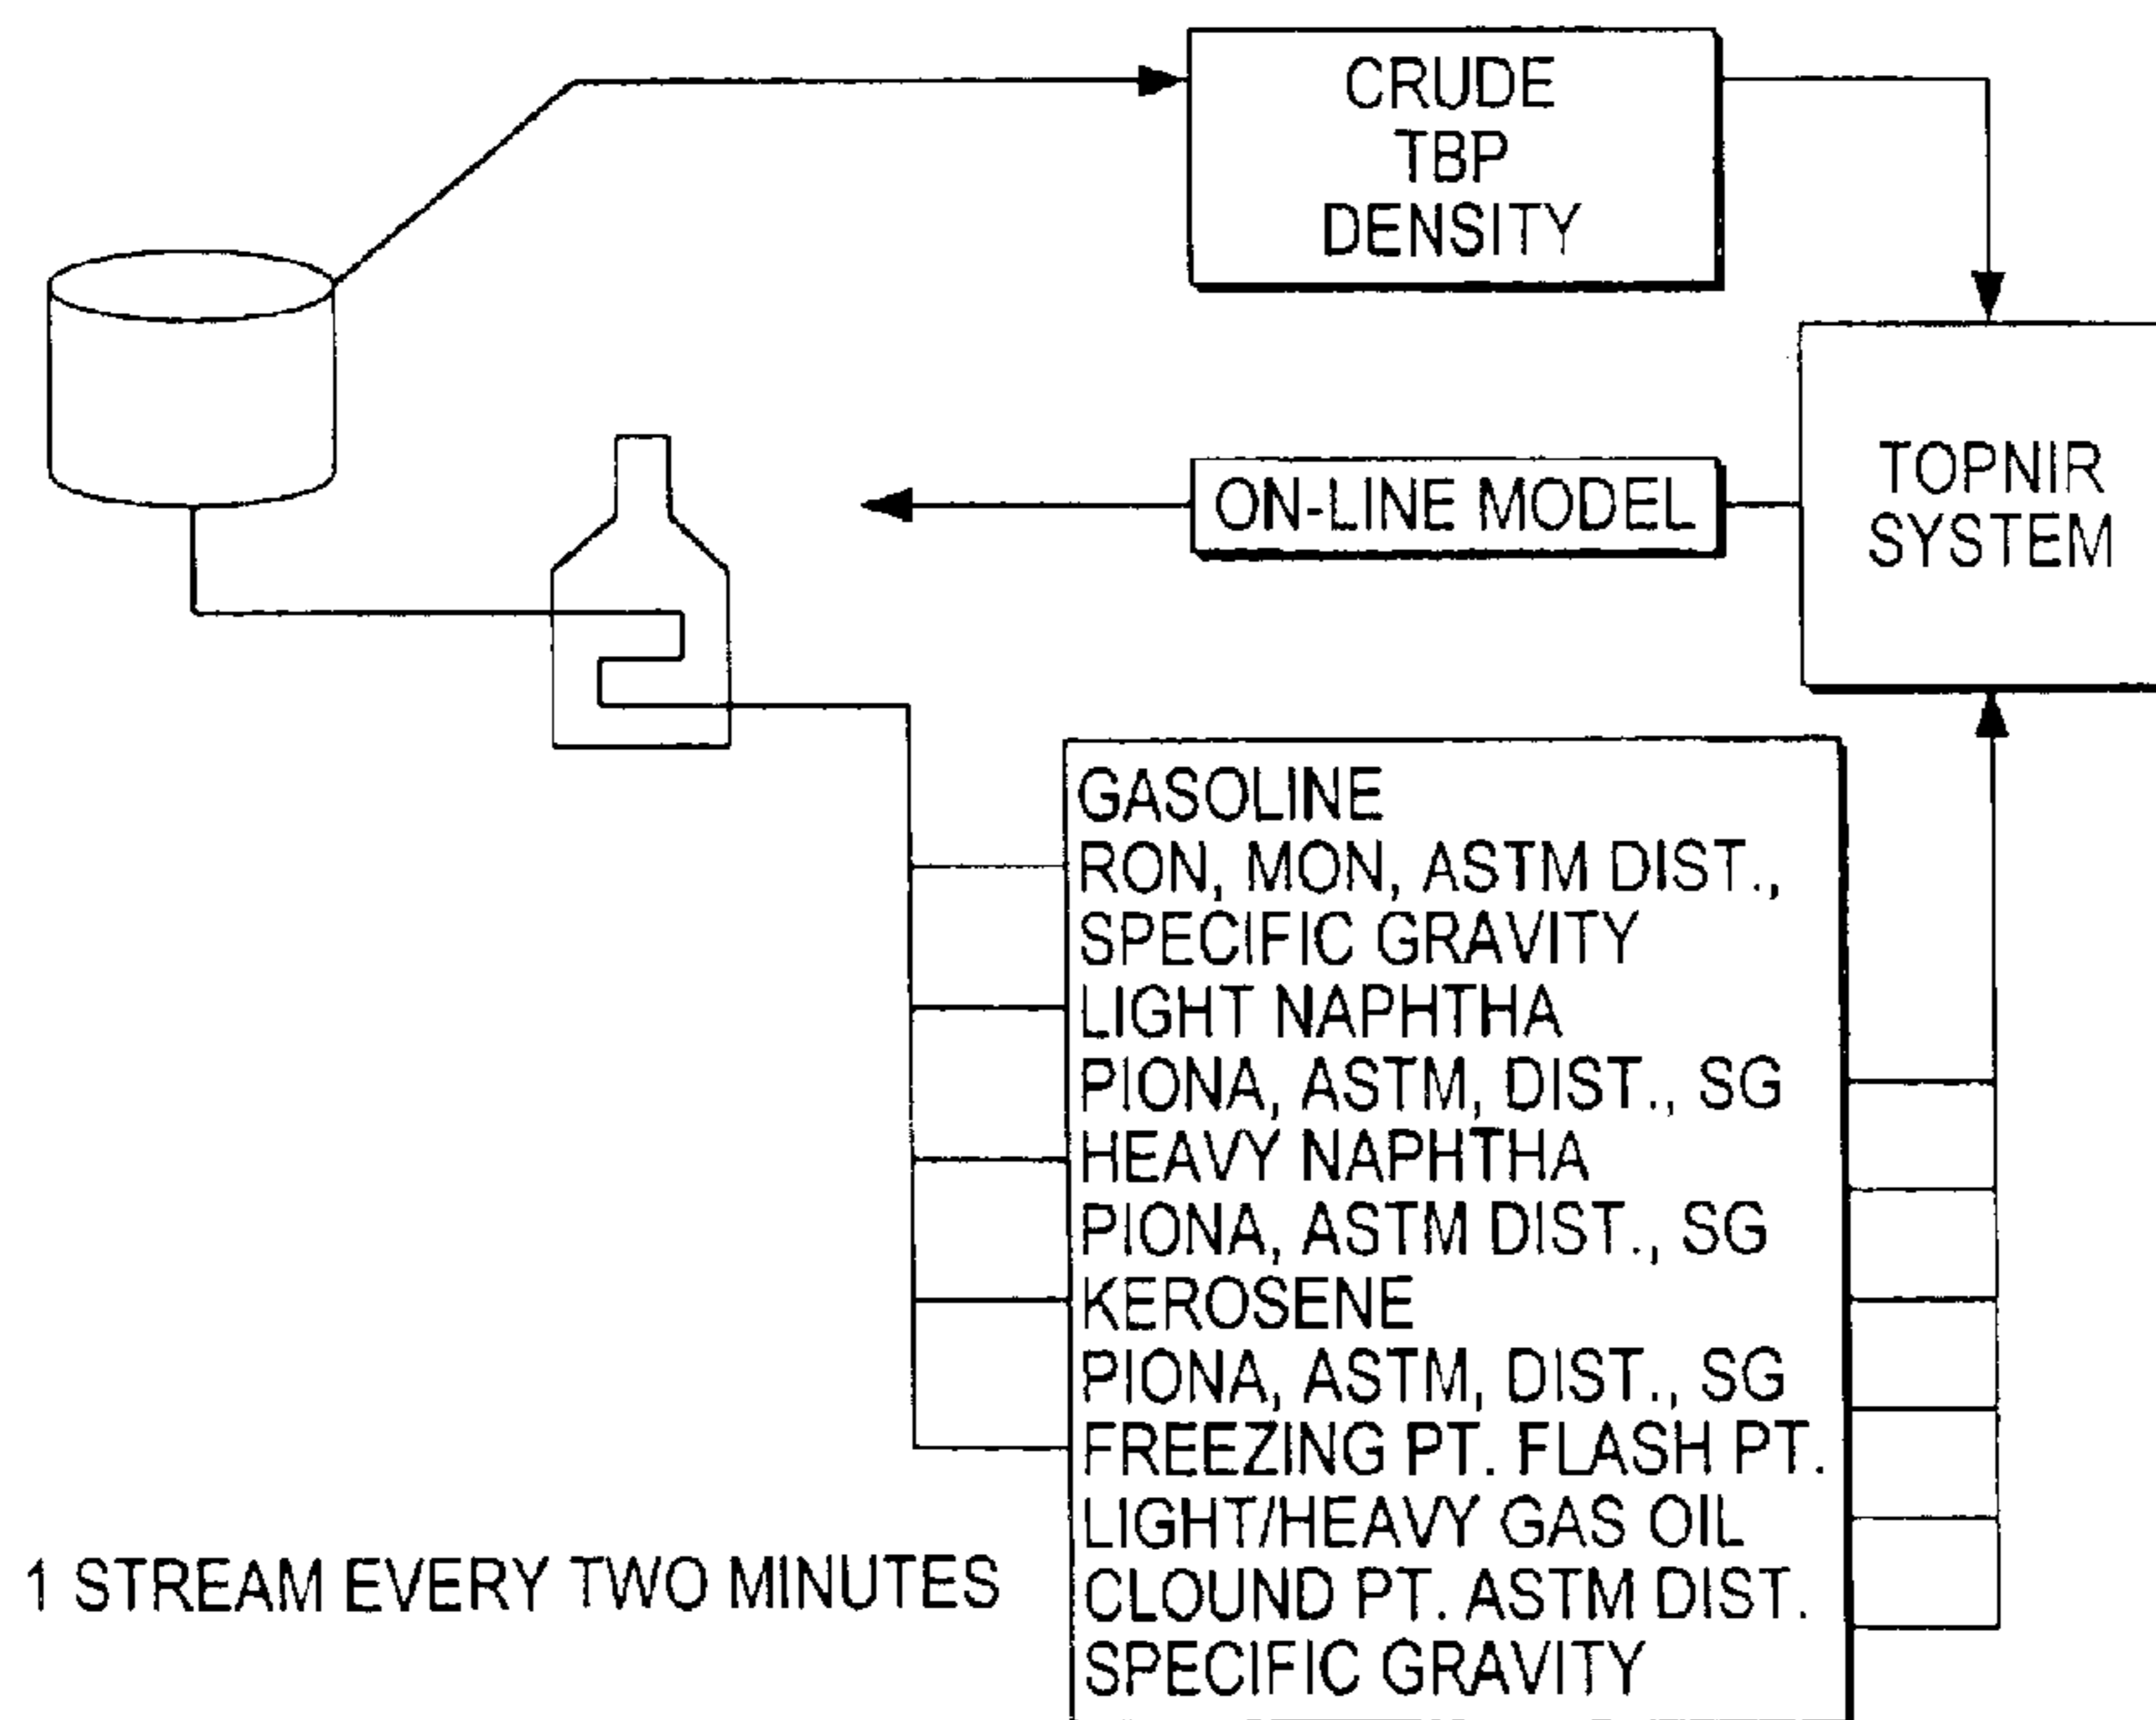 CRUDE
TBP
DENSITY
TOPNIR
SYSTEM
ON-LINE MODEL
GASOLINE
RON, MON, ASTM DIST.,
SPECIFIC GRAVITY
LIGHT NAPHTHA
PIONA, ASTM, DIST., SG
HEAVY NAPHTHA
PIONA, ASTM DIST., SG
KEROSENE
PIONA, ASTM, DIST., SG
FREEZING PT. FLASH PT.
LIGHT/HEAVY GAS OIL
CLOUND PT. ASTM DIST.
SPECIFIC GRAVITY
1 STREAM EVERY TWO MINUTES